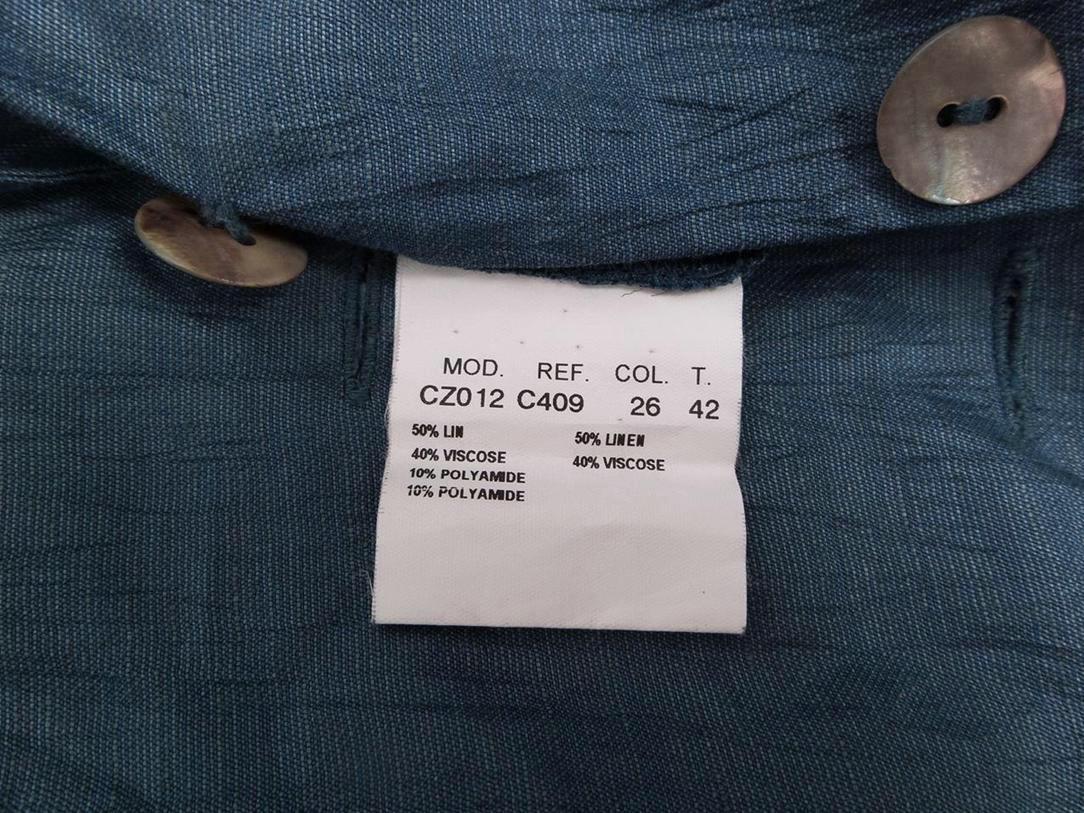 MOD. REF. COL. T.
CZ012 C409 26 42
50% LIN 50% LINEN
40% VISCOSE 40% VISCOSE
10% POLYAMIDE
10% POLYAMIDE